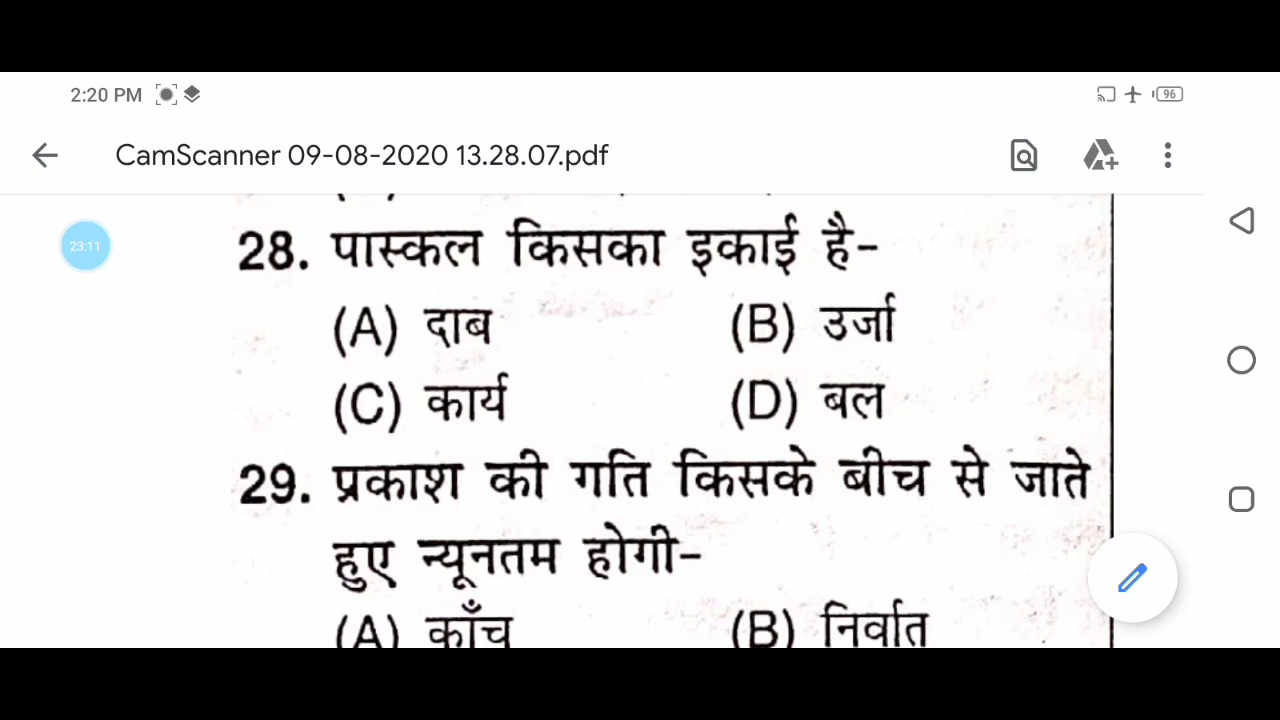 2:20 PM
96
CamScanner 09-08-2020 13.28.07.pdf
23:11
28. पास्कल किसका इकाई है-
(A) दाब (B) उर्जा
(C) कार्य (D) बल
29. प्रकाश की गति किसके बीच से जाते
हुए न्यूनतम होगी-
(A) काँच (B) निर्वात